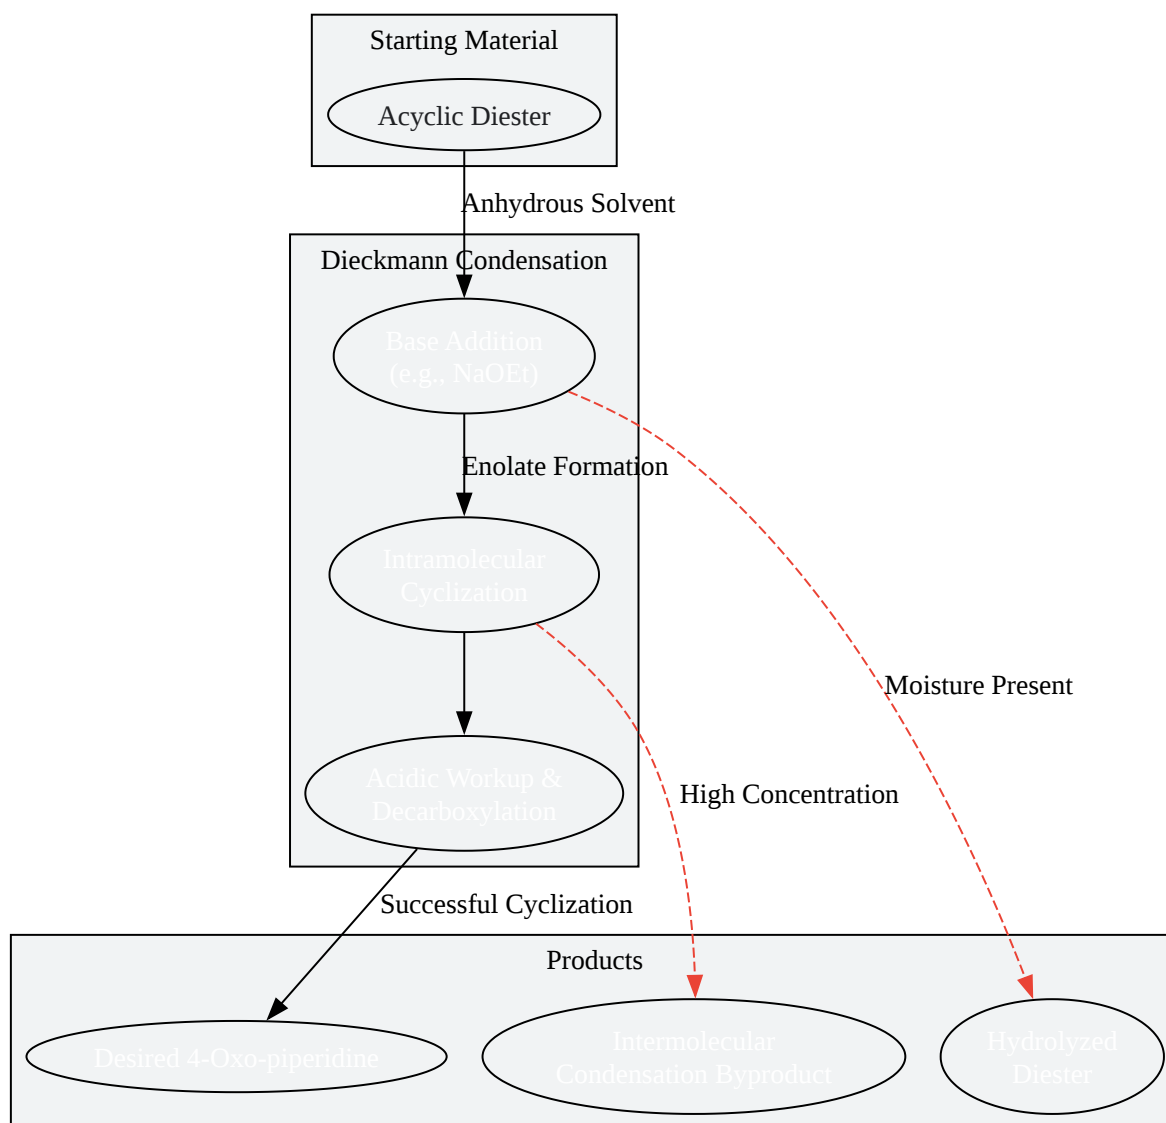 Starting Material
Acyclic Diester
Anhydrous Solvent
Dieckmann Condensation
Base Addition
(e.g., NaOEt)
Enolate Formation
Intramolecular
Cyclization
Moisture Present
Acidic Workup &
Decarboxylation
High Concentration
Successful Cyclization
Products
Desired 4-Oxo-piperidine
Intermolecular
Condensation Byproduct
Hydrolyzed
Diester